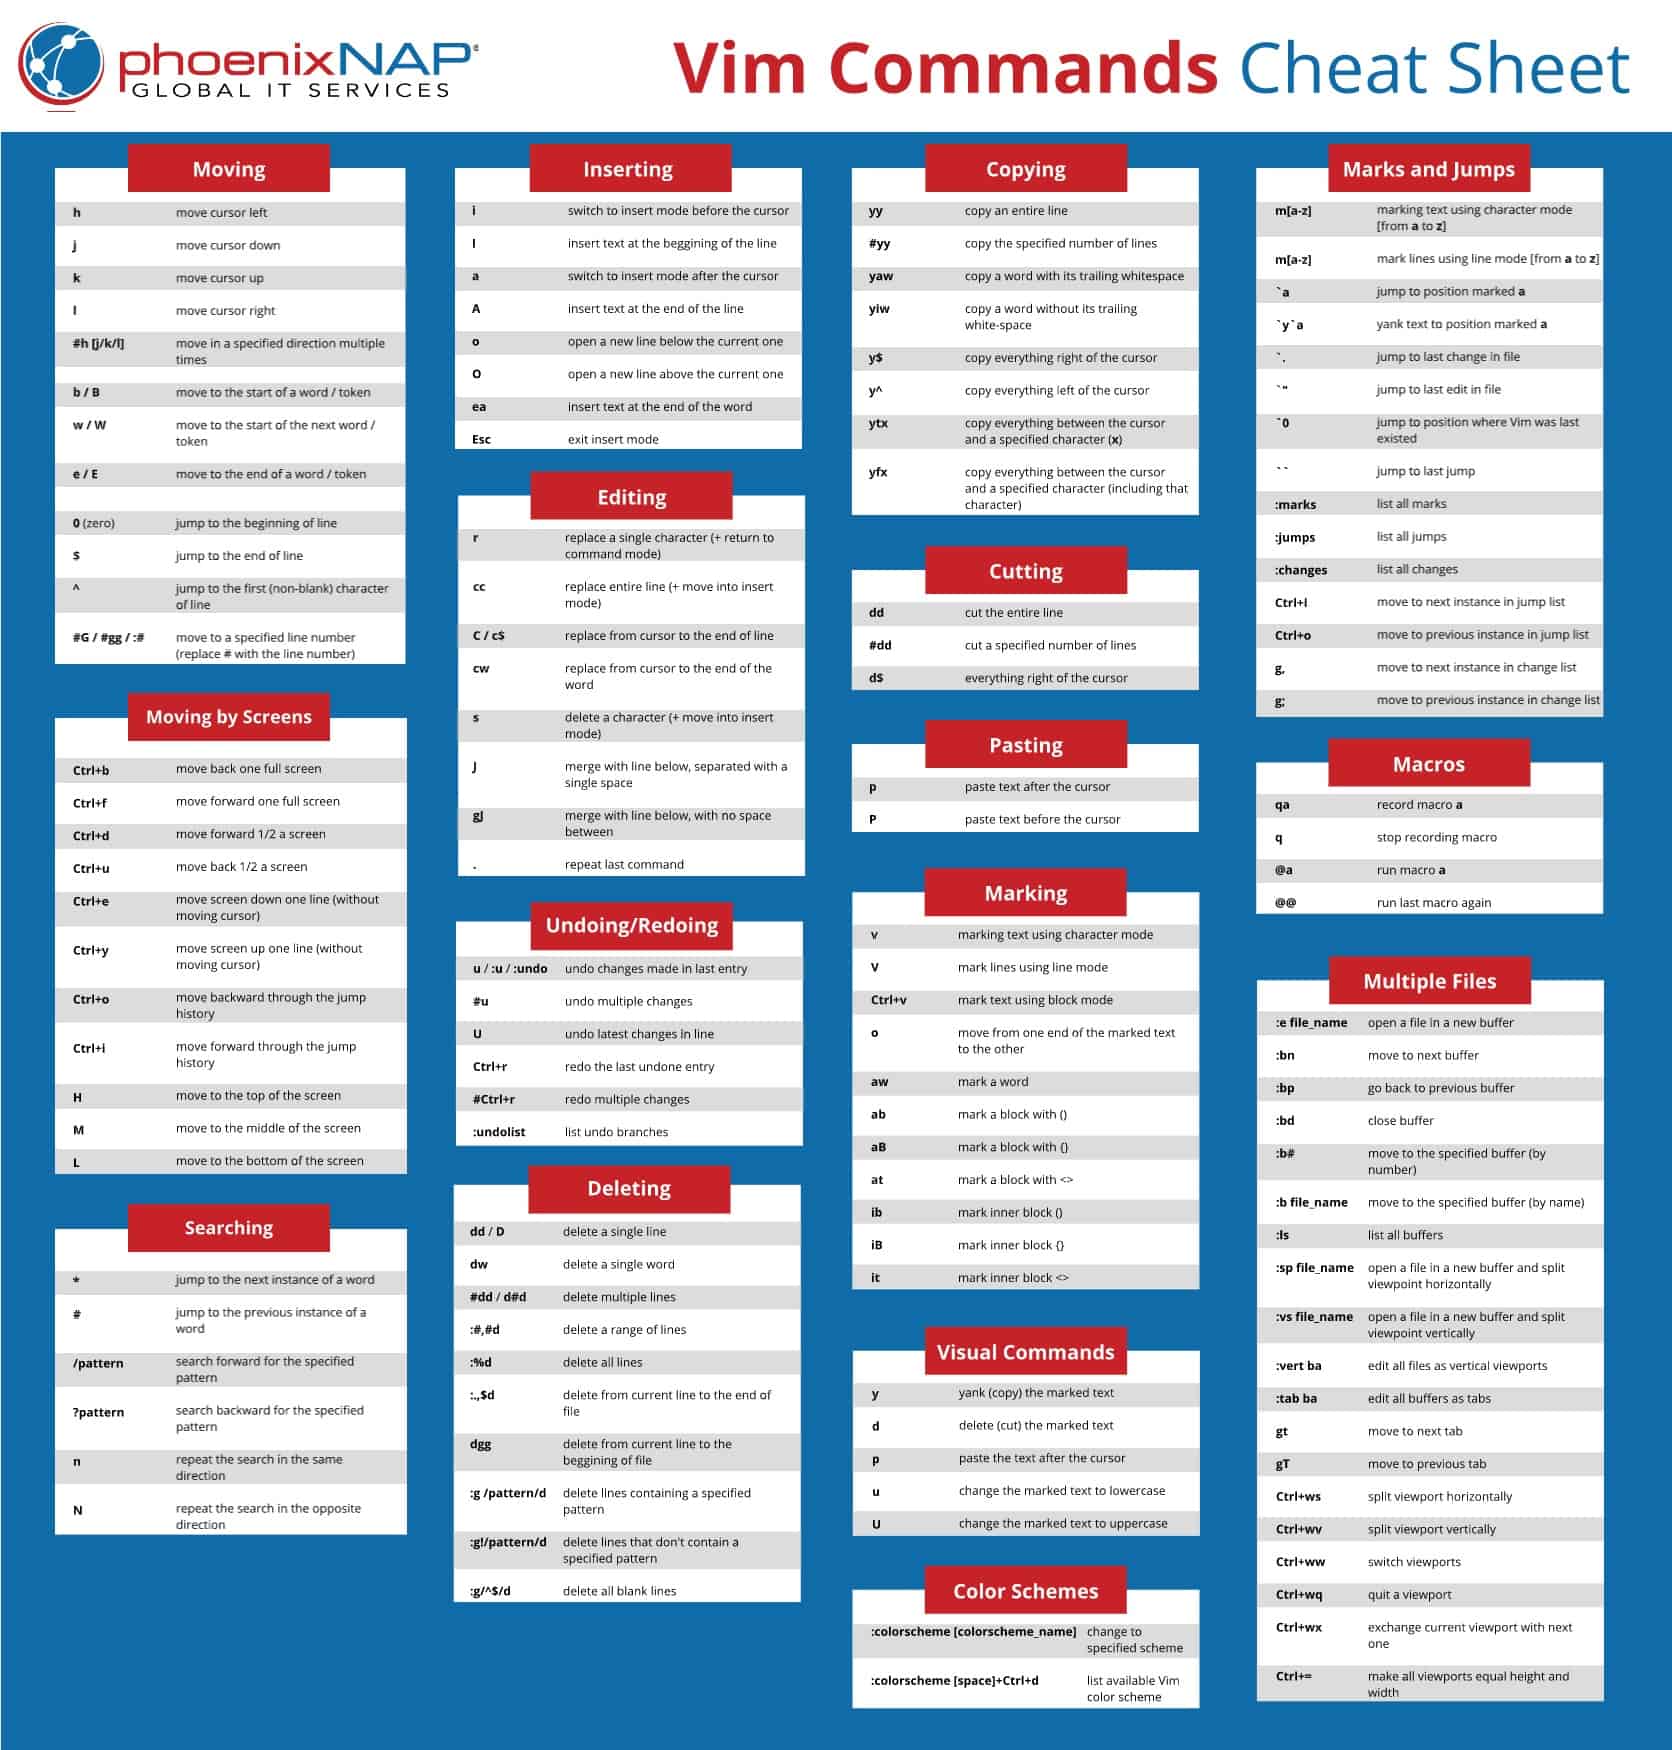 phoenixNAP®
GLOBAL IT SERVICES
Vim Commands Cheat Sheet
Moving
h move cursor left
j move cursor down
k move cursor up
l move cursor right
#h [j/k/l] move in a specified direction multiple
times
b / B move to the start of a word / token
w / W move to the start of the next word /
token
e / E move to the end of a word / token
0 (zero) jump to the beginning of line
$ jump to the end of line
^ jump to the first (non-blank) character
of line
#G / #gg / :# move to a specified line number
(replace # with the line number)
Moving by Screens
Ctrl+b move back one full screen
Ctrl+f move forward one full screen
Ctrl+d move forward 1/2 a screen
Ctrl+u move back 1/2 a screen
Ctrl+e move screen down one line (without
moving cursor)
Ctrl+y move screen up one line (without
moving cursor)
Ctrl+o move backward through the jump
history
Ctrl+i move forward through the jump
history
H move to the top of the screen
M move to the middle of the screen
L move to the bottom of the screen
Searching
* jump to the next instance of a word
# jump to the previous instance of a
word
/pattern search forward for the specified
pattern
?pattern search backward for the specified
pattern
n repeat the search in the same
direction
N repeat the search in the opposite
direction
Inserting
i switch to insert mode before the cursor
I insert text at the beggining of the line
a switch to insert mode after the cursor
A insert text at the end of the line
o open a new line below the current one
O open a new line above the current one
ea insert text at the end of the word
Esc exit insert mode
Editing
r replace a single character (+ return to
command mode)
cc replace entire line (+ move into insert
mode)
C / c$ replace from cursor to the end of line
cw replace from cursor to the end of the
word
s delete a character (+ move into insert
mode)
J merge with line below, separated with a
single space
gJ merge with line below, with no space
between
. repeat last command
Undoing/Redoing
u / :u / :undo undo changes made in last entry
#u undo multiple changes
U undo latest changes in line
Ctrl+r redo the last undone entry
#Ctrl+r redo multiple changes
:undolist list undo branches
Deleting
dd / D delete a single line
dw delete a single word
#dd / d#d delete multiple lines
:#,#d delete a range of lines
:%d delete all lines
:.,$d delete from current line to the end of
file
dgg delete from current line to the
beggining of file
:g /pattern/d delete lines containing a specified
pattern
:g!/pattern/d delete lines that don't contain a
specified pattern
:g/^$/d delete all blank lines
Copying
yy copy an entire line
#yy copy the specified number of lines
yaw copy a word with its trailing whitespace
yiw copy a word without its trailing
white-space
y$ copy everything right of the cursor
y^ copy everything left of the cursor
ytx copy everything between the cursor
and a specified character (x)
yfx copy everything between the cursor
and a specified character (including that
character)
Cutting
dd cut the entire line
#dd cut a specified number of lines
d$ everything right of the cursor
Pasting
p paste text after the cursor
P paste text before the cursor
Marking
v marking text using character mode
V mark lines using line mode
Ctrl+v mark text using block mode
o move from one end of the marked text
to the other
aw mark a word
ab mark a block with ()
aB mark a block with {}
at mark a block with <>
ib mark inner block ()
iB mark inner block {}
it mark inner block <>
Visual Commands
y yank (copy) the marked text
d delete (cut) the marked text
p paste the text after the cursor
u change the marked text to lowercase
U change the marked text to uppercase
Color Schemes
:colorscheme [colorscheme_name] change to
specified scheme
:colorscheme [space]+Ctrl+d list available Vim
color scheme
Marks and Jumps
m[a-z] marking text using character mode
[from a to z]
m[a-z] mark lines using line mode [from a to z]
`a jump to position marked a
`y`a yank text to position marked a
`. jump to last change in file
`" jump to last edit in file
`0 jump to position where Vim was last
existed
`` jump to last jump
:marks list all marks
:jumps list all jumps
:changes list all changes
Ctrl+I move to next instance in jump list
Ctrl+o move to previous instance in jump list
g, move to next instance in change list
g; move to previous instance in change list
Macros
qa record macro a
q stop recording macro
@a run macro a
@@ run last macro again
Multiple Files
:e file_name open a file in a new buffer
:bn move to next buffer
:bp go back to previous buffer
:bd close buffer
:b# move to the specified buffer (by
number)
:b file_name move to the specified buffer (by name)
:ls list all buffers
:sp file_name open a file in a new buffer and split
viewpoint horizontally
:vs file_name open a file in a new buffer and split
viewpoint vertically
:vert ba edit all files as vertical viewports
:tab ba edit all buffers as tabs
gt move to next tab
gT move to previous tab
Ctrl+ws split viewport horizontally
Ctrl+wv split viewport vertically
Ctrl+ww switch viewports
Ctrl+wq quit a viewport
Ctrl+wx exchange current viewport with next
one
Ctrl+= make all viewports equal height and
width